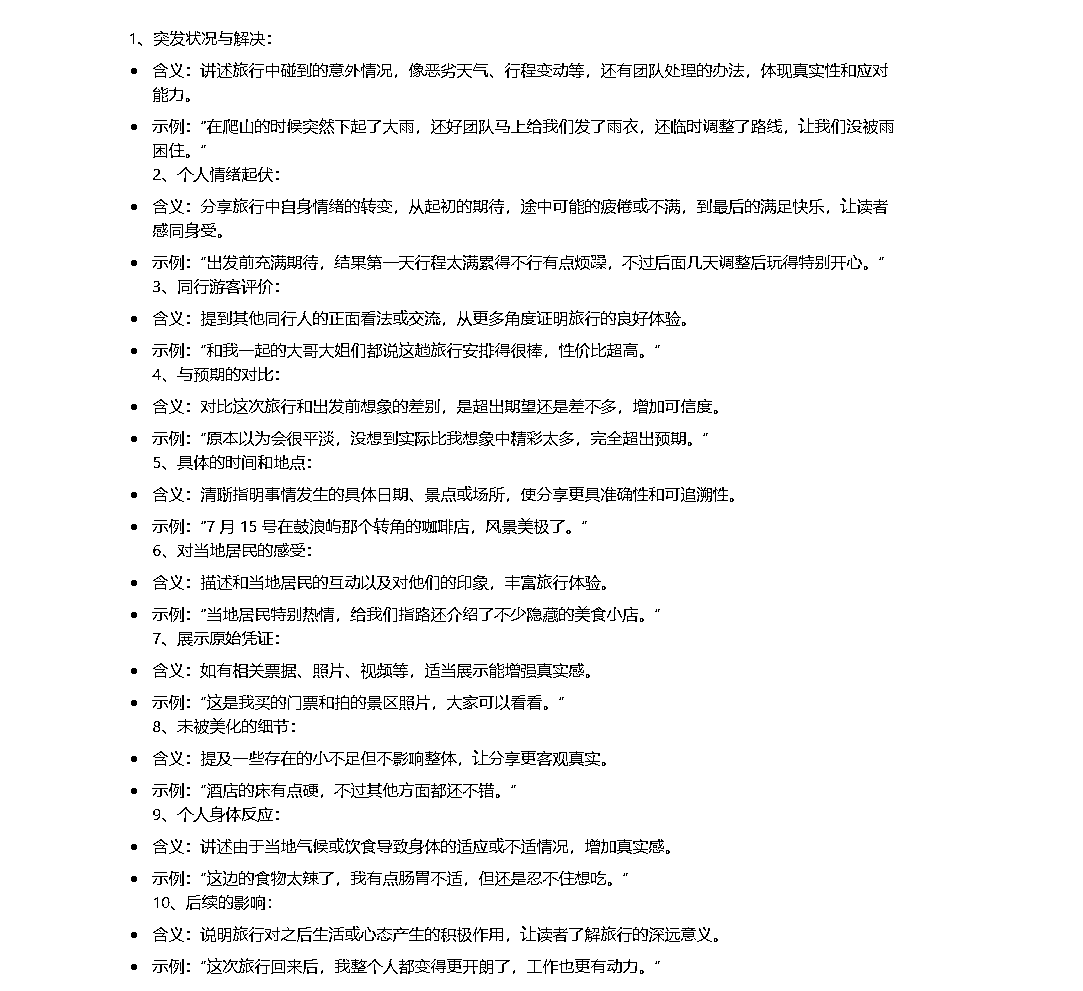 1、突发状况与解决：
• 含义：讲述旅行中碰到的意外情况，像恶劣天气、行程变动等，还有团队处理的办法，体现真实性和应对
能力。
• 示例：“在爬山的时候突然下起了大雨，还好团队马上给我们发了雨衣，还临时调整了路线，让我们没被雨
困住。”
2、个人情绪起伏：
• 含义：分享旅行中自身情绪的转变，从起初的期待，途中可能的疲倦或不满，到最后的满足快乐，让读者
感同身受。
• 示例：“出发前充满期待，结果第一天行程太满累得不行有点烦躁，不过后面几天调整后玩得特别开心。”
3、同行游客评价：
• 含义：提到其他同行人的正面看法或交流，从更多角度证明旅行的良好体验。
• 示例：“和我一起的大哥大姐们都说这趟旅行安排得很棒，性价比超高。”
4、与预期的对比：
• 含义：对比这次旅行和出发前想象的差别，是超出期望还是差不多，增加可信度。
• 示例：“原本以为会很平淡，没想到实际比我想象中精彩太多，完全超出预期。”
5、具体的时间和地点：
• 含义：清晰指明事情发生的具体日期、景点或场所，使分享更具准确性和可追溯性。
• 示例：“7 月 15 号在鼓浪屿那个转角的咖啡店，风景美极了。”
6、对当地居民的感受：
• 含义：描述和当地居民的互动以及对他们的印象，丰富旅行体验。
• 示例：“当地居民特别热情，给我们指路还介绍了不少隐藏的美食小店。”
7、展示原始凭证：
• 含义：如有相关票据、照片、视频等，适当展示能增强真实感。
• 示例：“这是我买的门票和拍的景区照片，大家可以看看。”
8、未被美化的细节：
• 含义：提及一些存在的小不足但不影响整体，让分享更客观真实。
• 示例：“酒店的床有点硬，不过其他方面都还不错。”
9、个人身体反应：
• 含义：讲述由于当地气候或饮食导致身体的适应或不适情况，增加真实感。
• 示例：“这边的食物太辣了，我有点肠胃不适，但还是忍不住想吃。”
10、后续的影响：
• 含义：说明旅行对之后生活或心态产生的积极作用，让读者了解旅行的深远意义。
• 示例：“这次旅行回来后，我整个人都变得更开朗了，工作也更有动力。”